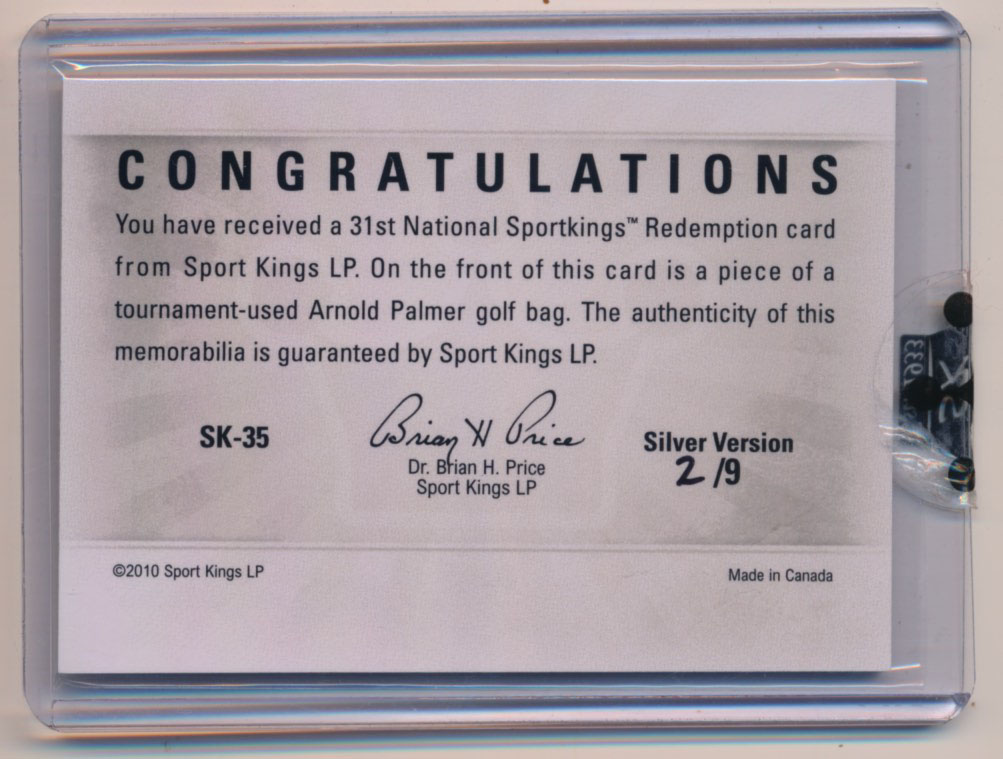 CONGRATULATIONS
You have received a 31st National Sportkings™ Redemption card
from Sport Kings LP. On the front of this card is a piece of a
tournament-used Arnold Palmer golf bag. The authenticity of this
memorabilia is guaranteed by Sport Kings LP.
SK-35
Brian H Price
Dr. Brian H. Price
Sport Kings LP
Silver Version
2/9
©2010 Sport Kings LP
Made in Canada